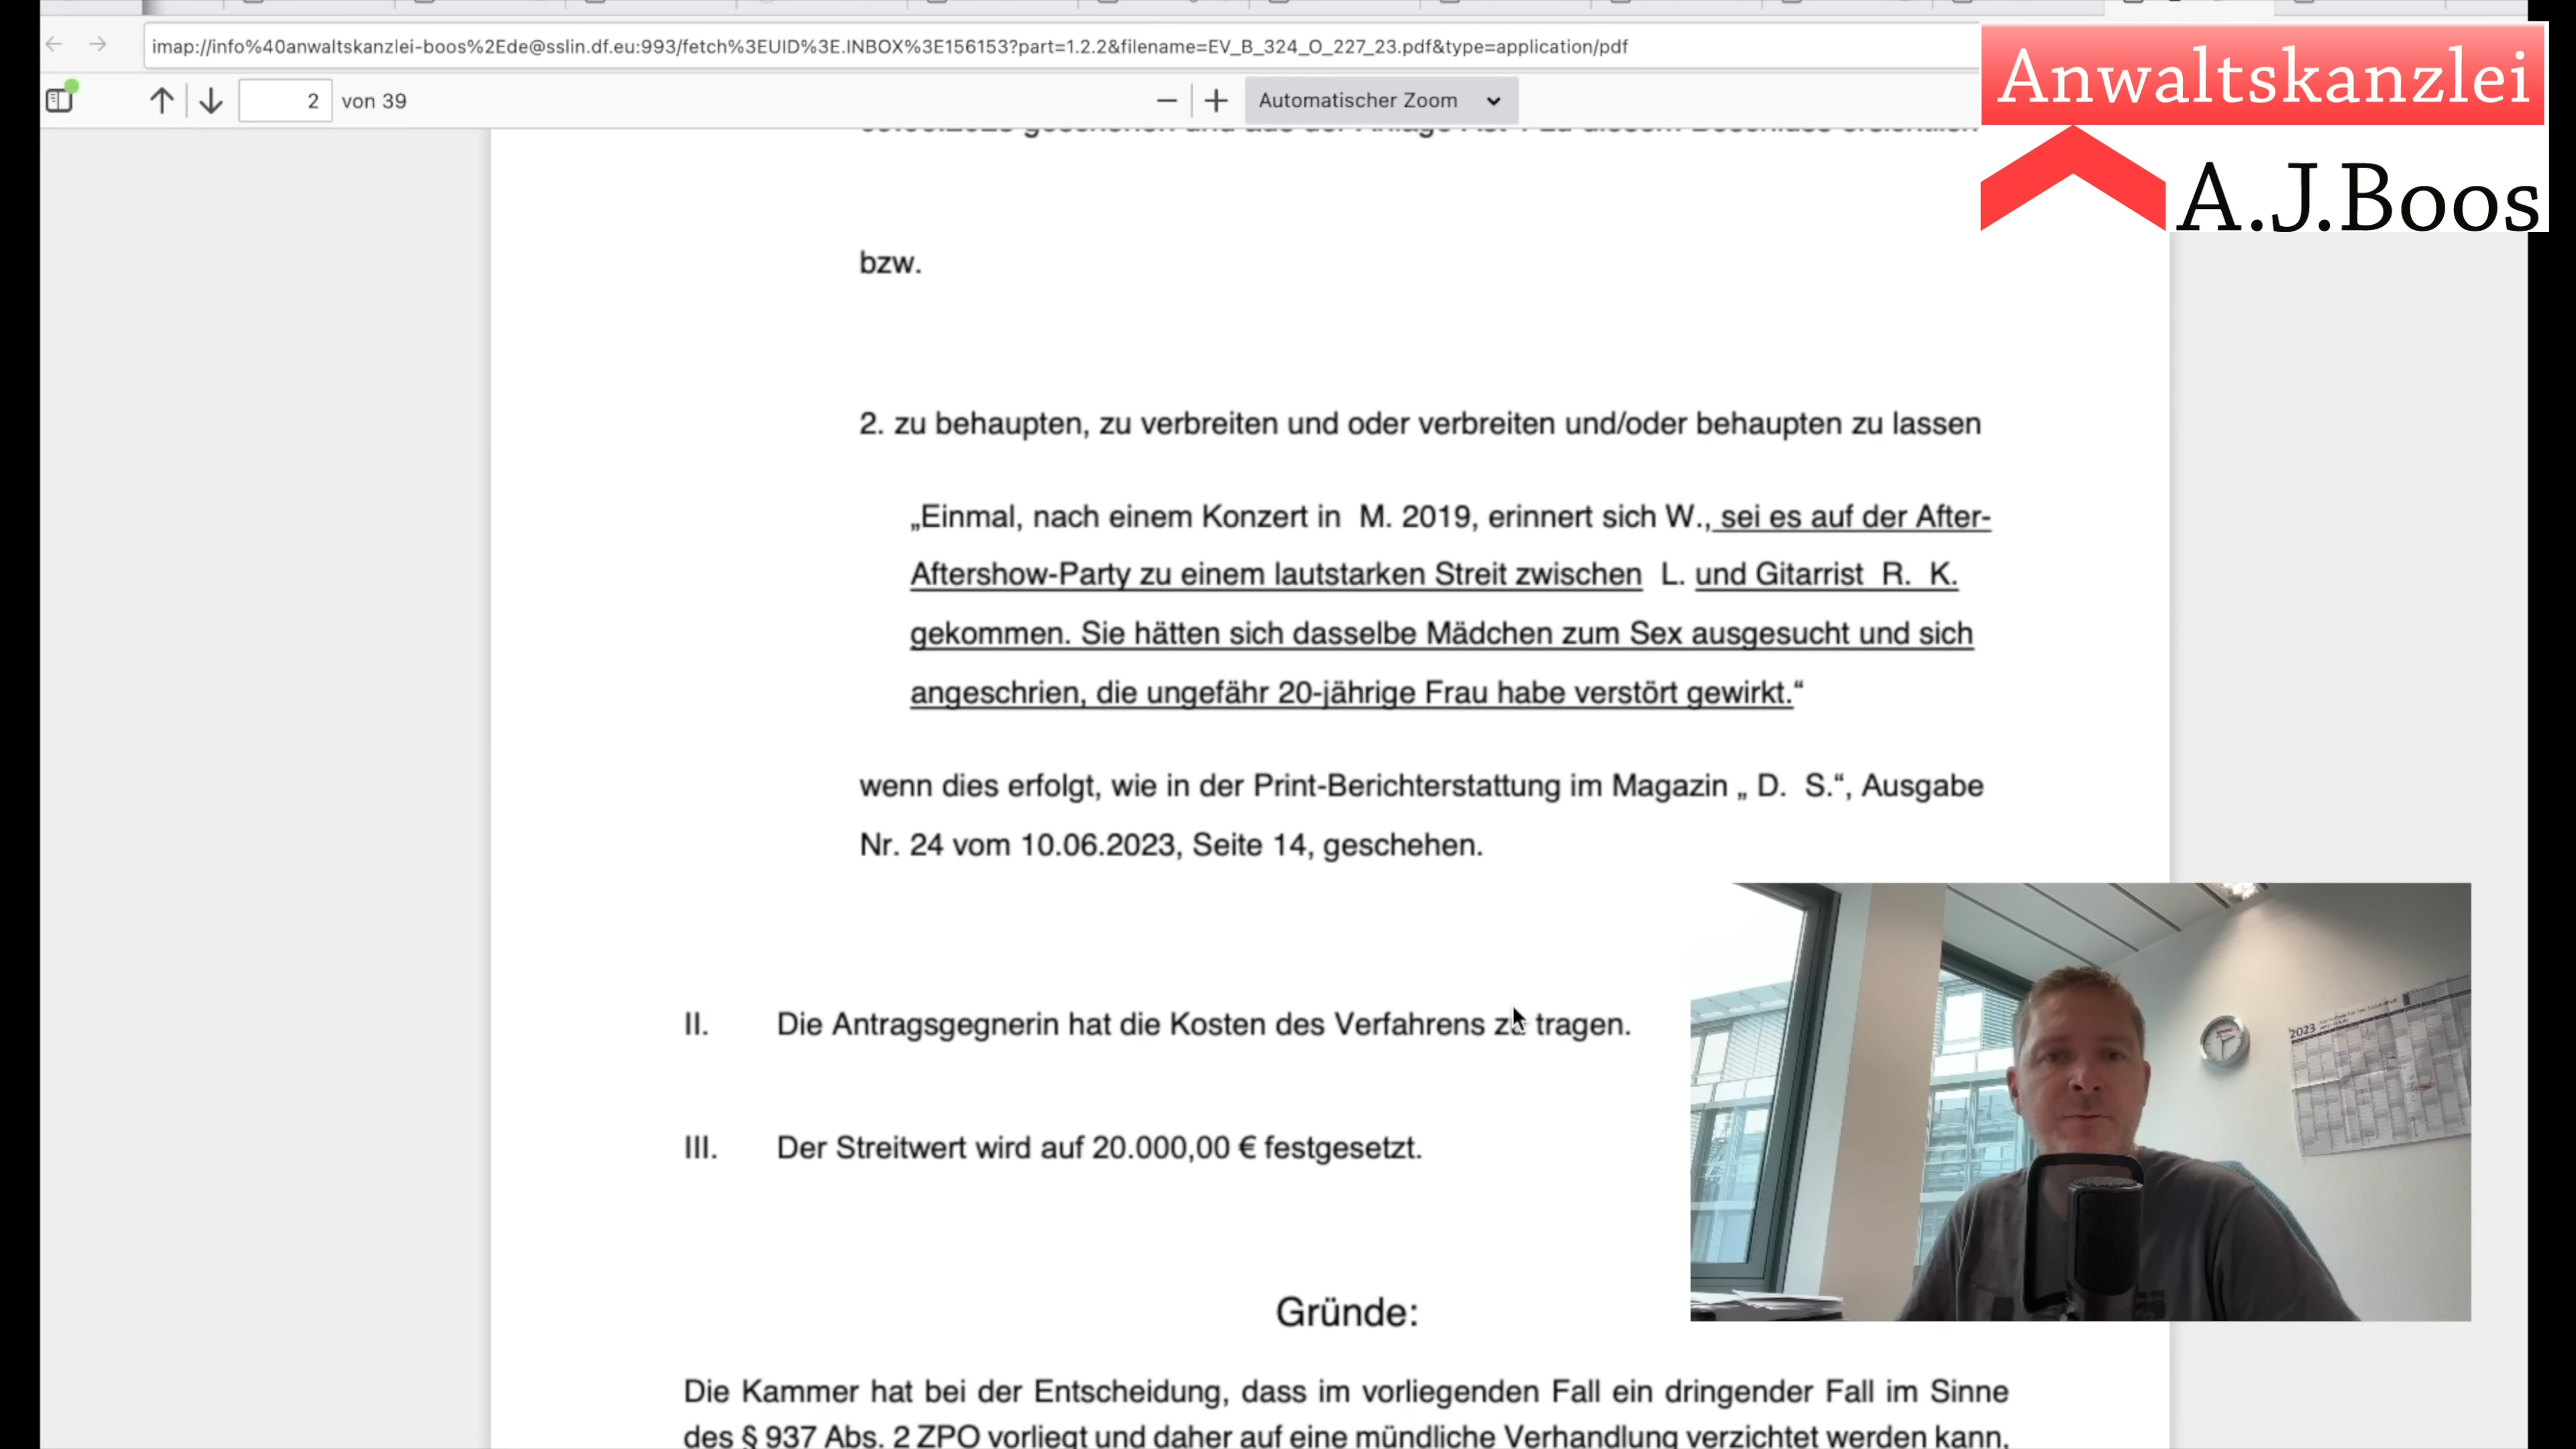 imap://info%40anwaltskanzlei-boos%2Ede@sslin.df.eu:993/fetch%3EUID%3E.INBOX%3E156153?part=1.2.2&filename=EV_B_324_O_227_23.pdf&type=application/pdf
2 von 39
Automatischer Zoom
Anwaltskanzlei
A.J.Boos
bzw.
2. zu behaupten, zu verbreiten und oder verbreiten und/oder behaupten zu lassen
„Einmal, nach einem Konzert in M. 2019, erinnert sich W., sei es auf der After-
Aftershow-Party zu einem lautstarken Streit zwischen L. und Gitarrist R. K.
gekommen. Sie hätten sich dasselbe Mädchen zum Sex ausgesucht und sich
angeschrien, die ungefähr 20-jährige Frau habe verstört gewirkt.“
wenn dies erfolgt, wie in der Print-Berichterstattung im Magazin „ D. S.“, Ausgabe
Nr. 24 vom 10.06.2023, Seite 14, geschehen.
II. Die Antragsgegnerin hat die Kosten des Verfahrens zu tragen.
III. Der Streitwert wird auf 20.000,00 € festgesetzt.
2023
Gründe:
Die Kammer hat bei der Entscheidung, dass im vorliegenden Fall ein dringender Fall im Sinne
des § 937 Abs. 2 ZPO vorliegt und daher auf eine mündliche Verhandlung verzichtet werden kann,